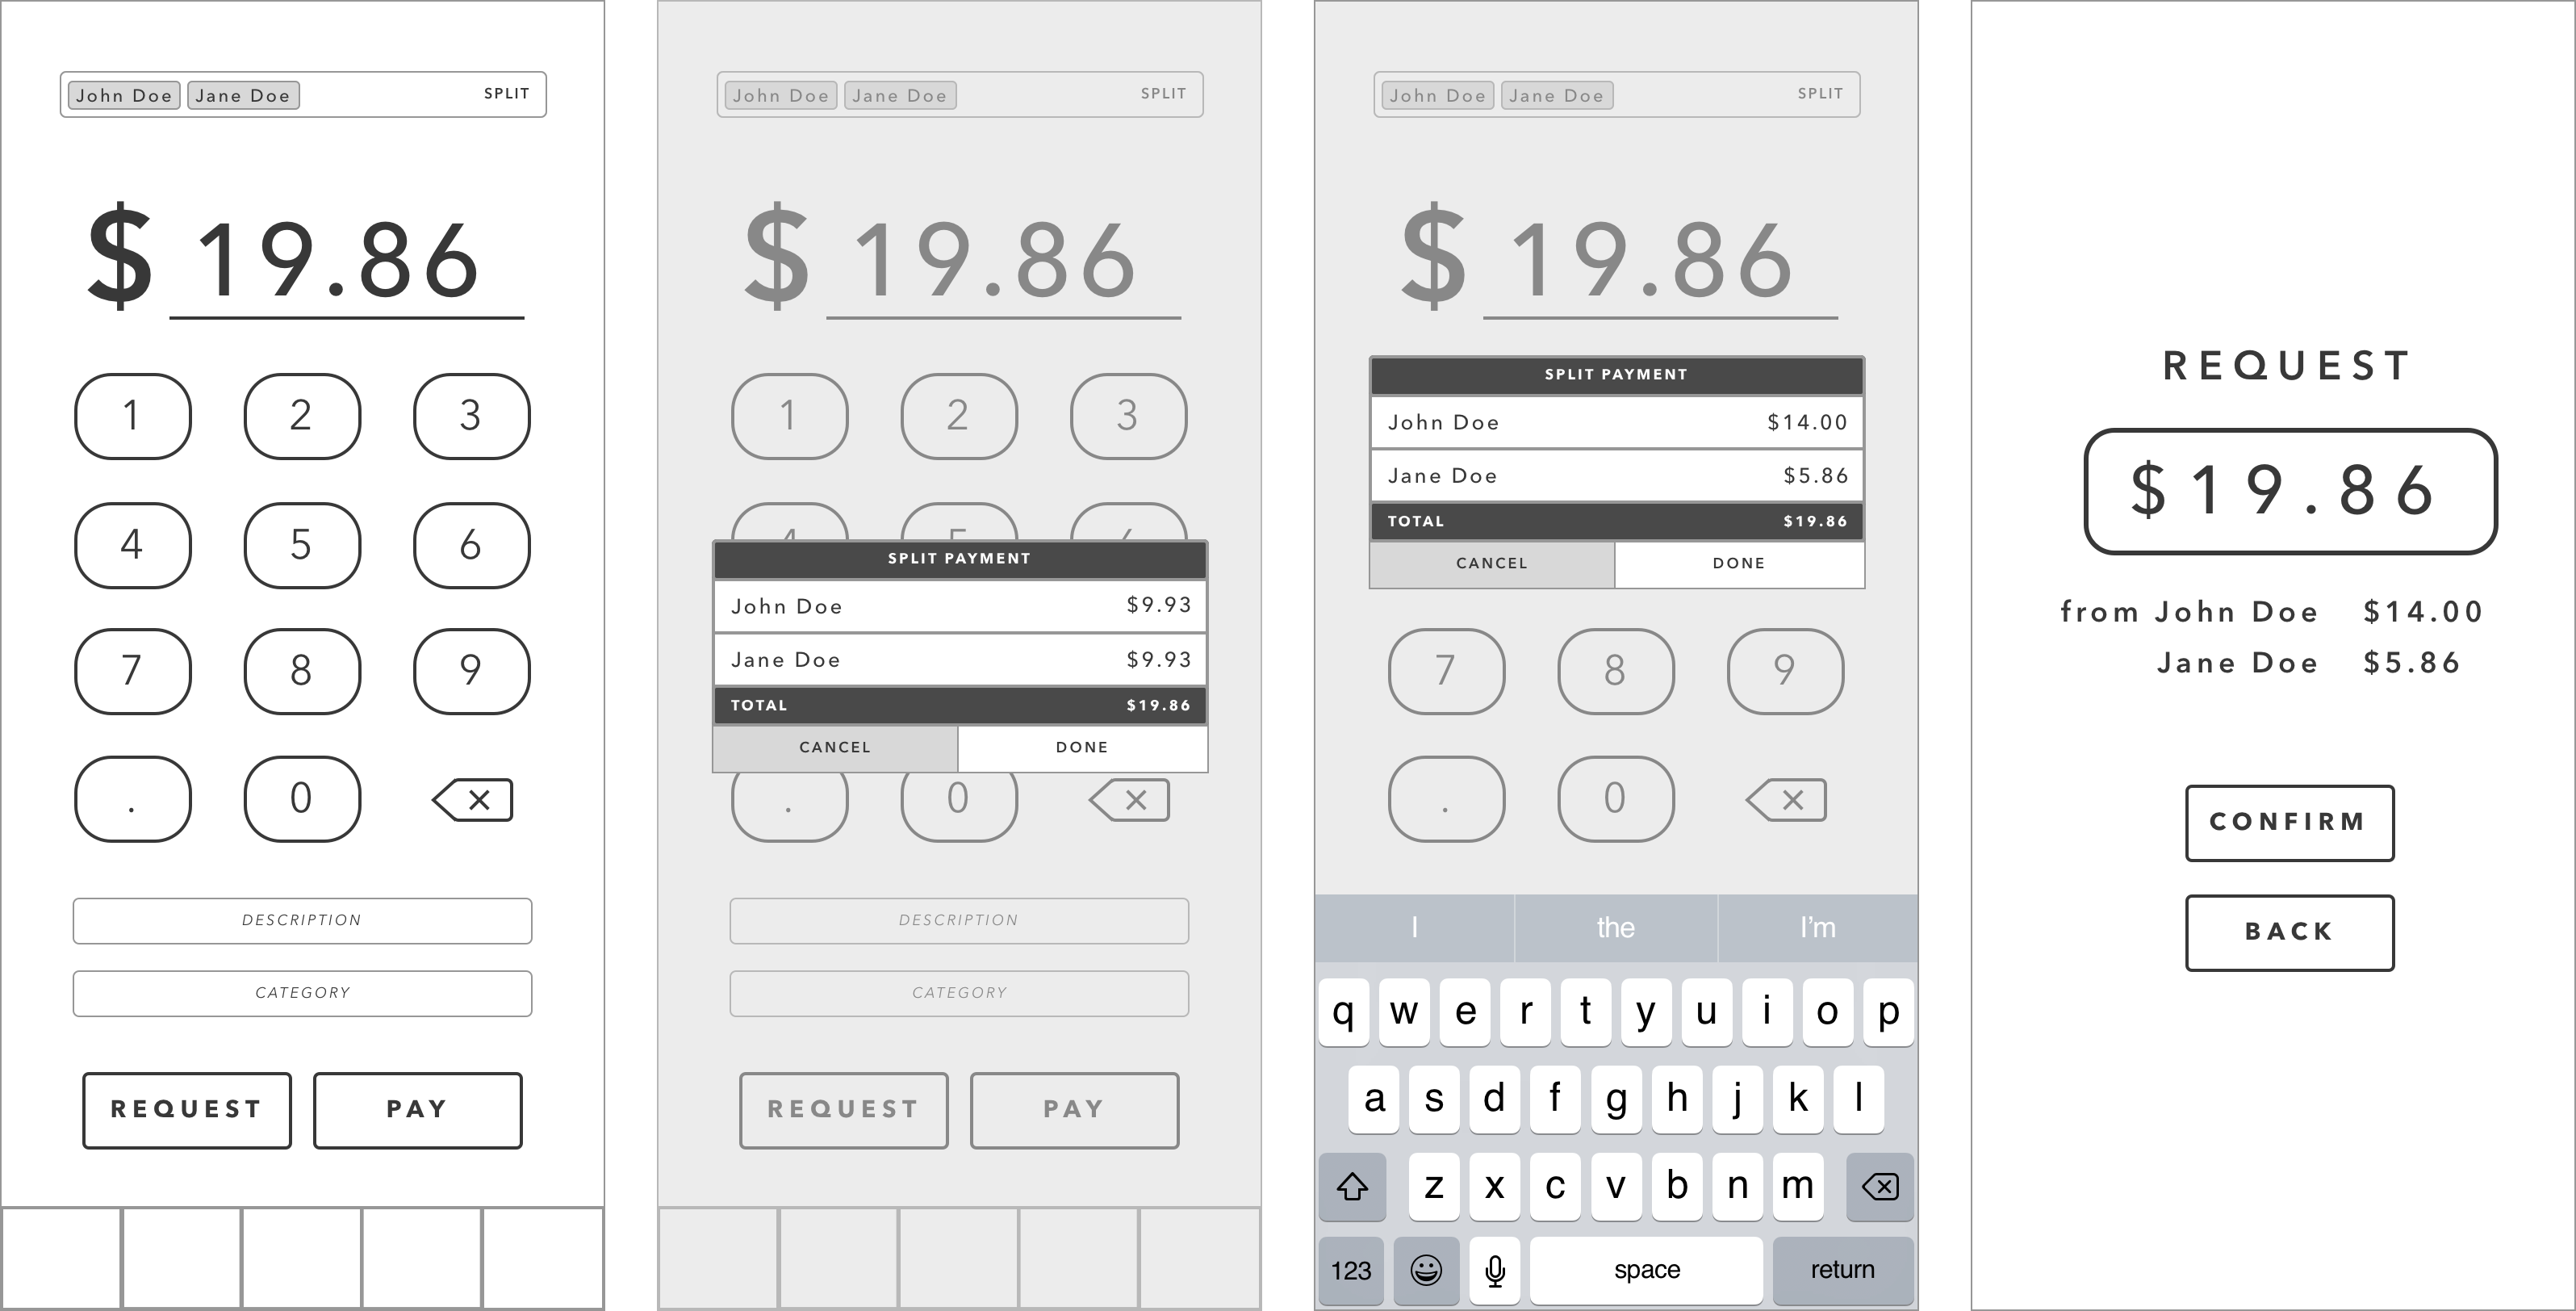 John Doe Jane Doe SPLIT
$ 19.86
1 2 3
4 5 6
7 8 9
. 0
DESCRIPTION
CATEGORY
REQUEST PAY
John Doe Jane Doe SPLIT
$ 19.86
1 2 3
SPLIT PAYMENT
John Doe $9.93
Jane Doe $9.93
TOTAL $19.86
CANCEL DONE
. 0
DESCRIPTION
CATEGORY
REQUEST PAY
John Doe Jane Doe SPLIT
$ 19.86
SPLIT PAYMENT
John Doe $14.00
Jane Doe $5.86
TOTAL $19.86
CANCEL DONE
7 8 9
. 0
I the I'm
q w e r t y u i o p
a s d f g h j k l
z x c v b n m
123 space return
REQUEST
$19.86
from John Doe $14.00
Jane Doe $5.86
CONFIRM
BACK